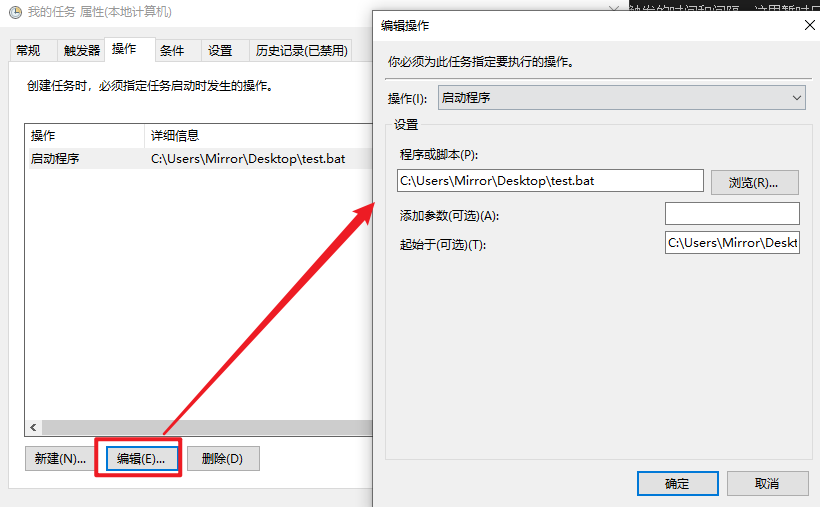 我的任务 属性(本地计算机)
常规 触发器 操作 条件 设置 历史记录(已禁用)
创建任务时，必须指定任务启动时发生的操作。
操作 详细信息
启动程序 C:\Users\Mirror\Desktop\test.bat
新建(N)... 编辑(E)... 删除(D)
编辑操作
你必须为此任务指定要执行的操作。
操作(I): 启动程序
设置
程序或脚本(P):
C:\Users\Mirror\Desktop\test.bat 浏览(R)...
添加参数(可选)(A):
起始于(可选)(T): C:\Users\Mirror\Deskt
确定 取消